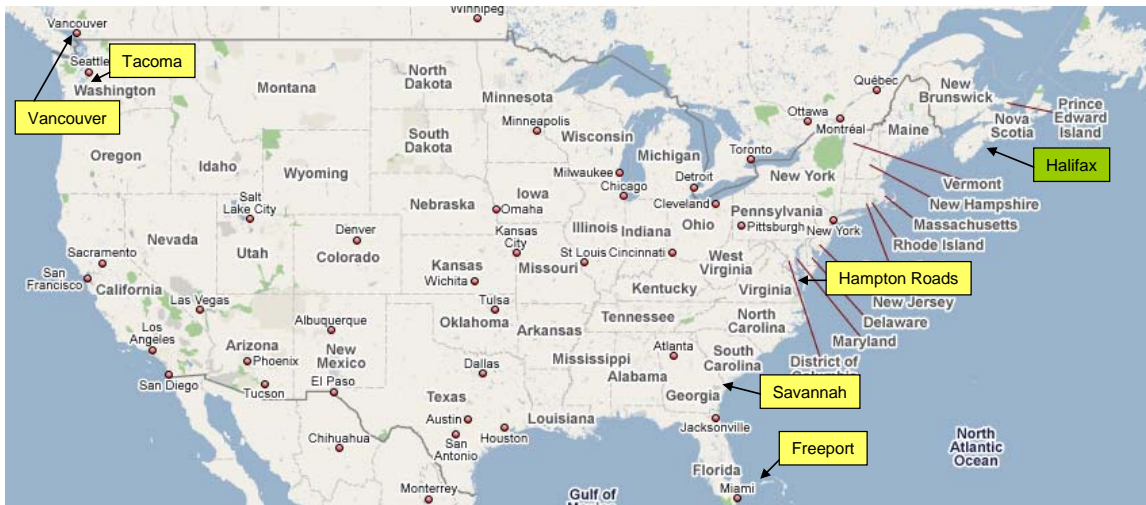 Winnipeg
Vancouver
Seattle
Tacoma
Washington
Vancouver
Montana
North
Dakota
Minnesota
Minneapolis
South
Dakota
Wisconsin
Michigan
Ottawa
Montréal
Québec
New
Brunswick
Maine
Nova
Scotia
Prince
Edward
Island
Halifax
Oregon
Idaho
Wyoming
Toronto
New York
Vermont
New Hampshire
Massachusetts
Rhode Island
Milwaukee
Chicago
Detroit
Cleveland
Iowa
Nebraska
Omaha
Salt
Lake City
Nevada
Utah
Denver
Colorado
Kansas
City
Illinois
Indiana
Ohio
Pennsylvania
Pittsburgh
New York
Sacramento
San
Francisco
California
Las Vegas
Kansas
Wichita
Missouri
St Louis
Cincinnati
West
Virginia
Virginia
Hampton Roads
New Jersey
Delaware
Maryland
District of
Kentucky
Tulsa
Oklahoma
Arkansas
Tennessee
North
Carolina
Los
Angeles
San Diego
Arizona
Phoenix
Tucson
Albuquerque
New
Mexico
El Paso
Dallas
Texas
Mississippi
Alabama
Atlanta
Georgia
South
Carolina
Savannah
Austin
San
Antonio
Houston
Louisiana
Jacksonville
Freeport
Florida
Miami
Chihuahua
Monterrey
Gulf of
North
Atlantic
Ocean